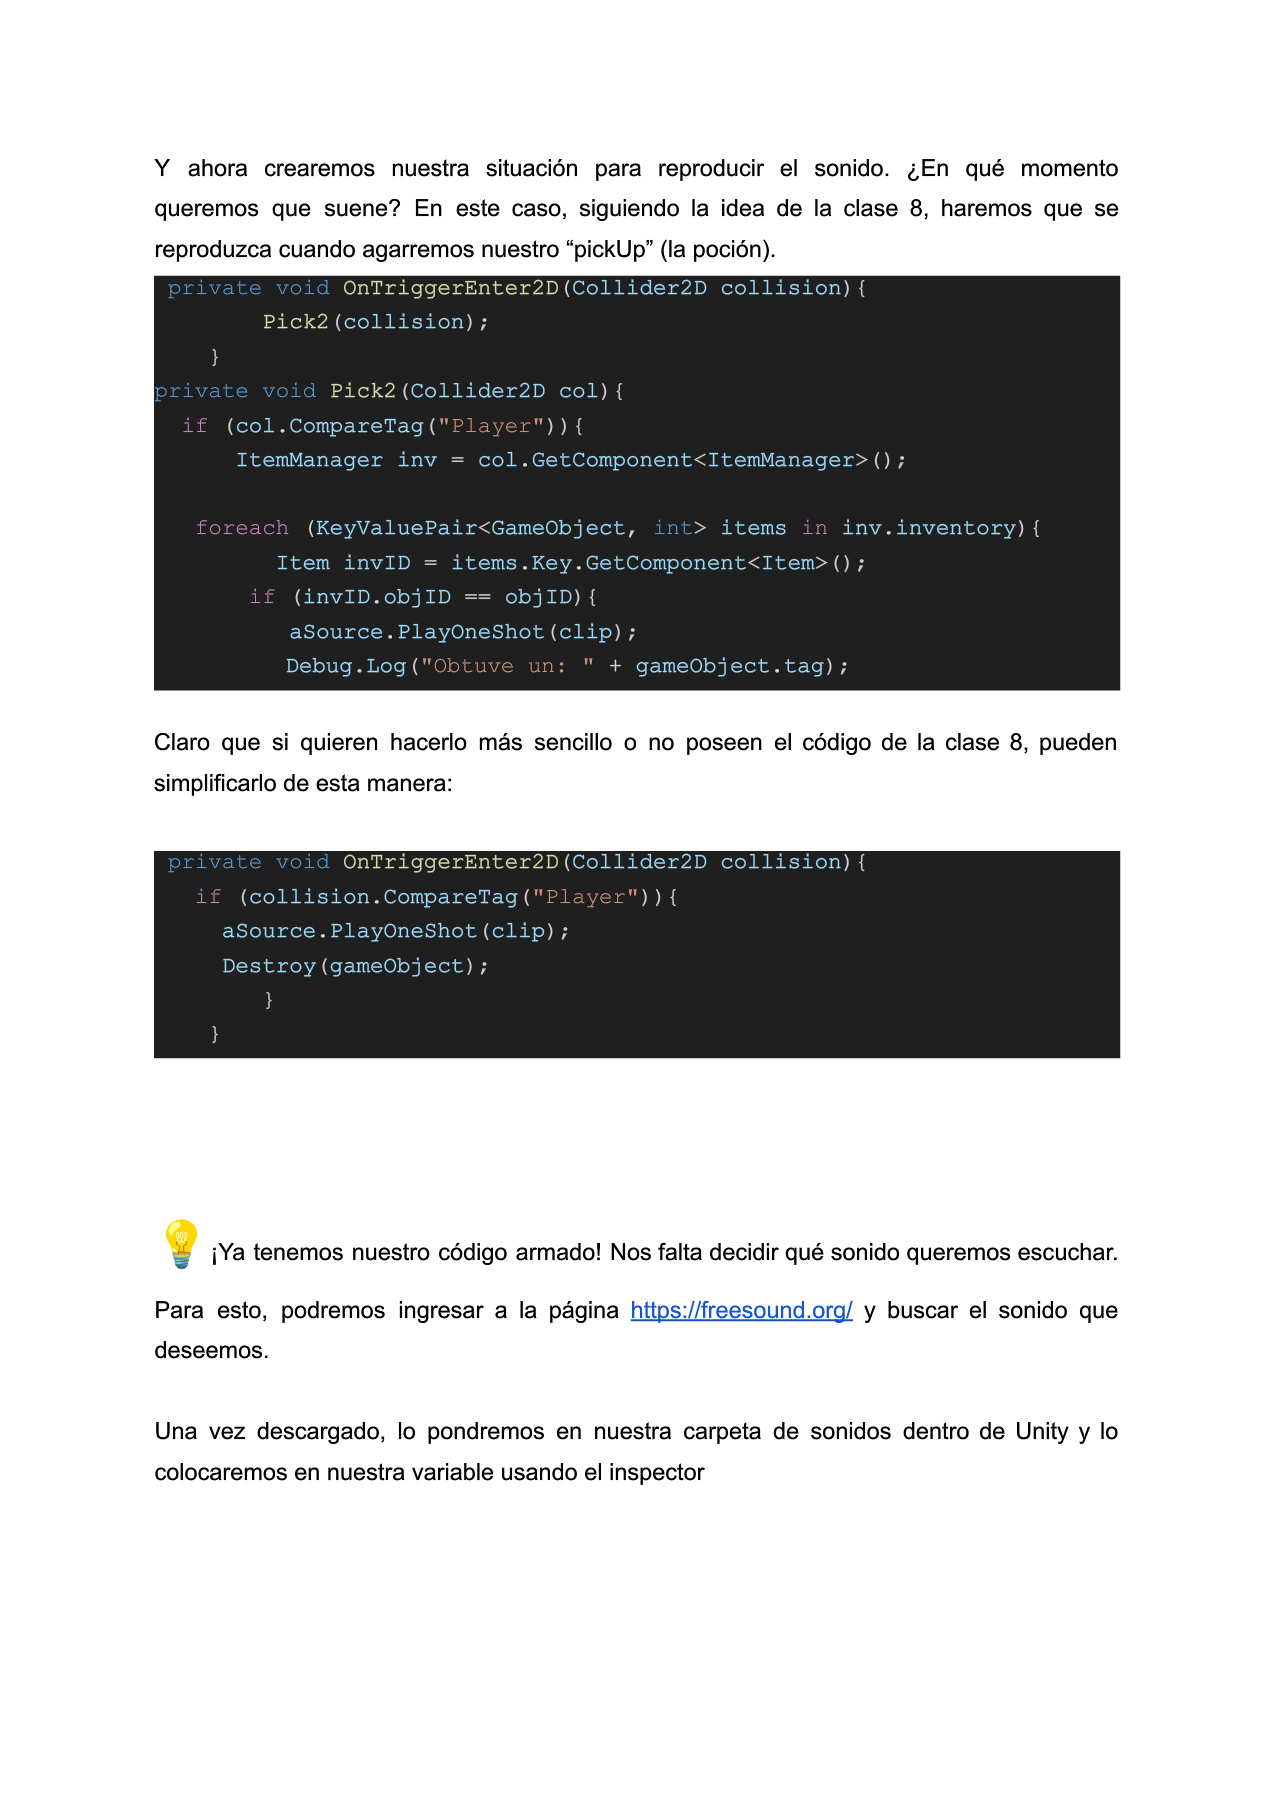 Y ahora crearemos nuestra situación para reproducir el sonido. ¿En qué momento
queremos que suene? En este caso, siguiendo la idea de la clase 8, haremos que se
reproduzca cuando agarremos nuestro “pickUp” (la poción).
private void OnTriggerEnter2D(Collider2D collision){
Pick2(collision);
}
private void Pick2(Collider2D col){
if (col.CompareTag("Player")){
ItemManager inv = col.GetComponent<ItemManager>();
foreach (KeyValuePair<GameObject, int> items in inv.inventory){
Item invID = items.Key.GetComponent<Item>();
if (invID.objID == objID){
aSource.PlayOneShot(clip);
Debug.Log("Obtuve un: " + gameObject.tag);
Claro que si quieren hacerlo más sencillo o no poseen el código de la clase 8, pueden
simplificarlo de esta manera:
private void OnTriggerEnter2D(Collider2D collision){
if (collision.CompareTag("Player")){
aSource.PlayOneShot(clip);
Destroy(gameObject);
}
}
¡Ya tenemos nuestro código armado! Nos falta decidir qué sonido queremos escuchar.
Para esto, podremos ingresar a la página https://freesound.org/ y buscar el sonido que
deseemos.
Una vez descargado, lo pondremos en nuestra carpeta de sonidos dentro de Unity y lo
colocaremos en nuestra variable usando el inspector